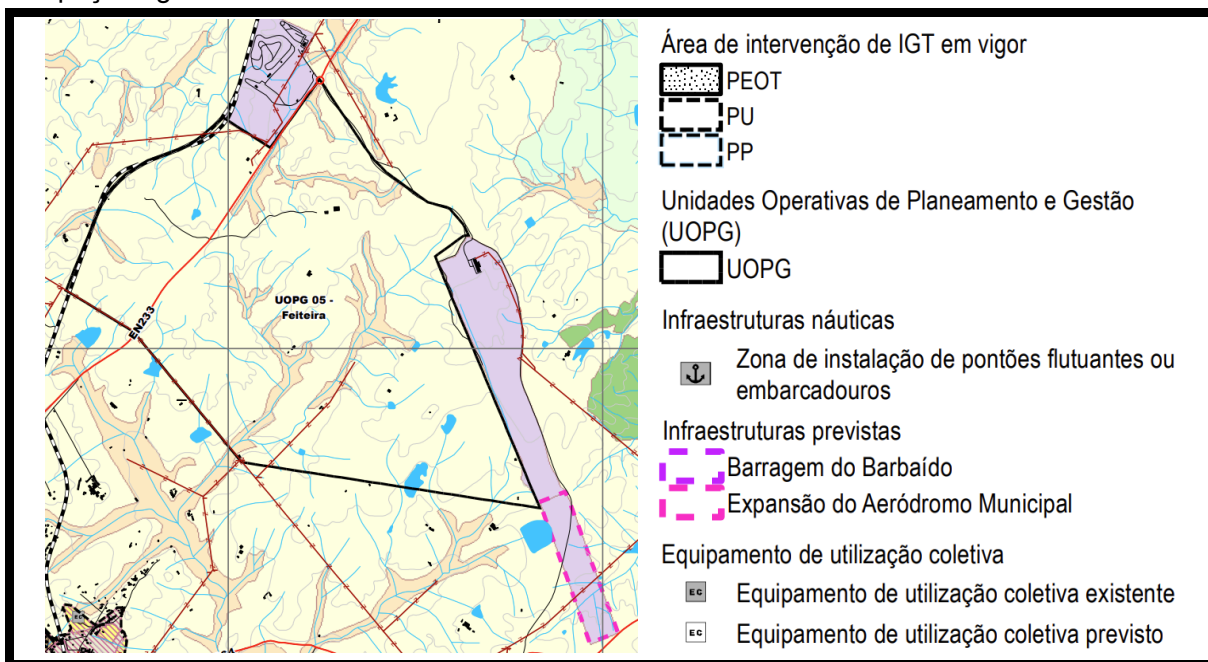 1
UOPG 05 -
Feiteira
EN233
EC
Área de intervenção de IGT em vigor
PEOT
PU
PP
Unidades Operativas de Planeamento e Gestão
(UOPG)
UOPG
Infraestruturas náuticas
Zona de instalação de pontões flutuantes ou
embarcadouros
Infraestruturas previstas
Barragem do Barbaído
Expansão do Aeródromo Municipal
Equipamento de utilização coletiva
EC Equipamento de utilização coletiva existente
EC Equipamento de utilização coletiva previsto